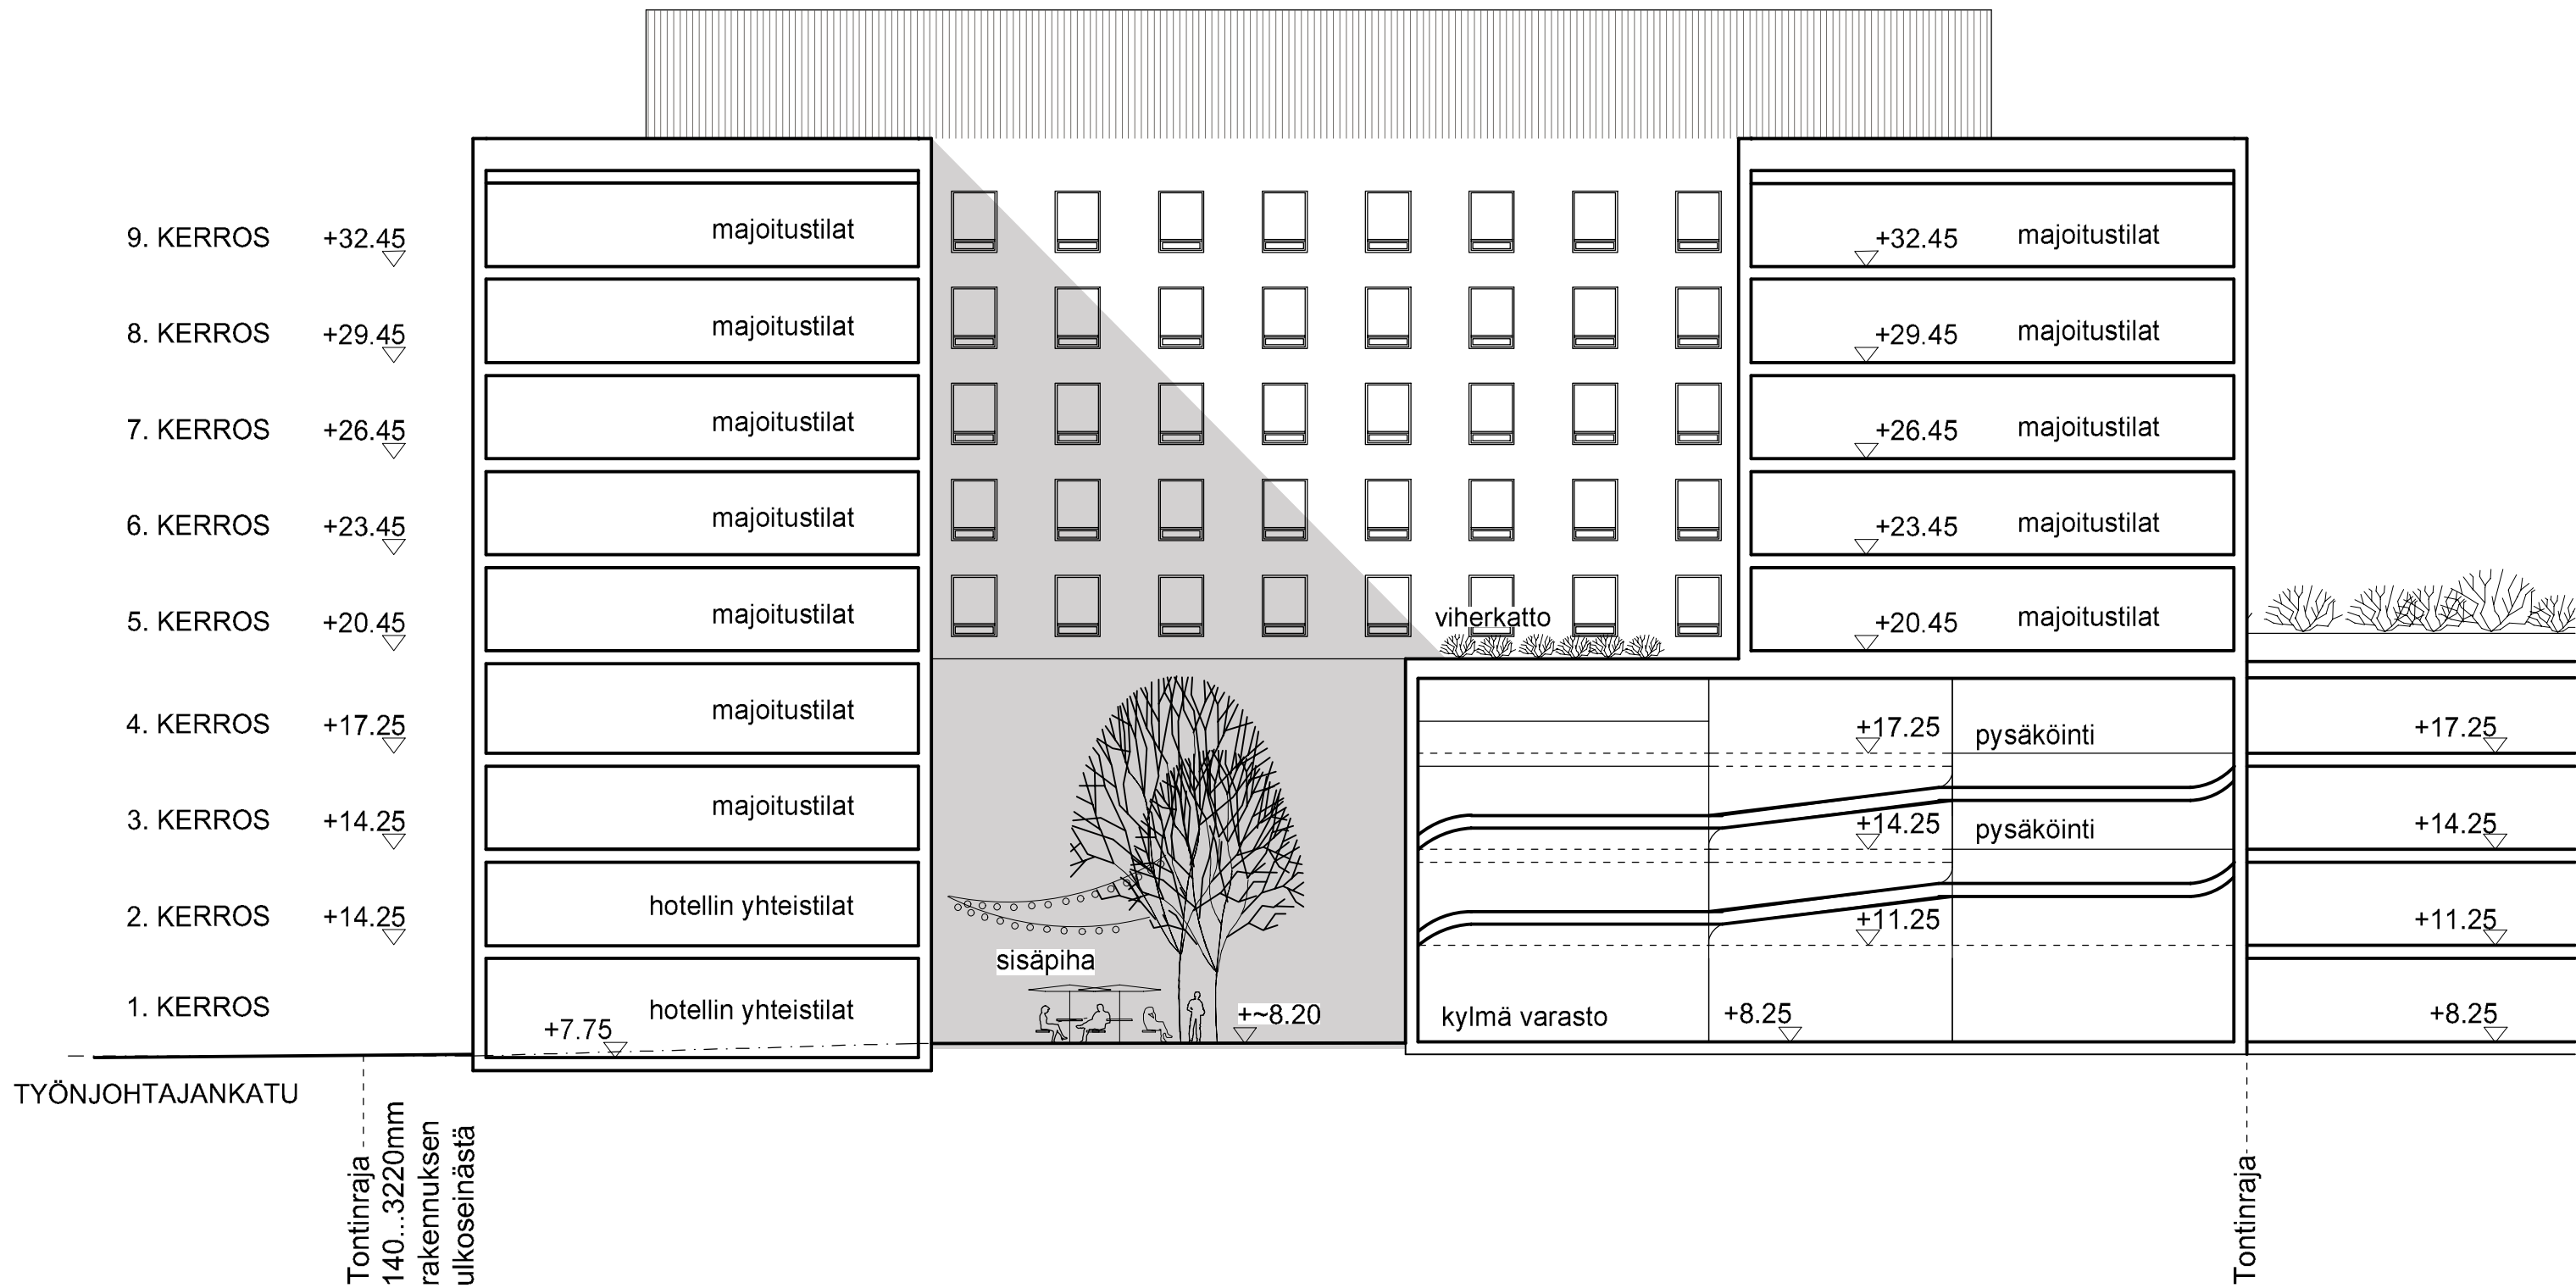 9. KERROS +32.45 majoitustilat +32.45 majoitustilat
8. KERROS +29.45 majoitustilat +29.45 majoitustilat
7. KERROS +26.45 majoitustilat +26.45 majoitustilat
6. KERROS +23.45 majoitustilat +23.45 majoitustilat
5. KERROS +20.45 majoitustilat viherkatto +20.45 majoitustilat
4. KERROS +17.25 majoitustilat +17.25 pysäköinti +17.25
3. KERROS +14.25 majoitustilat +14.25 pysäköinti +14.25
2. KERROS +14.25 hotellin yhteistilat +11.25 +11.25
sisäpiha
1. KERROS +7.75 hotellin yhteistilat +~8.20 kylmä varasto +8.25 +8.25
TYÖNJOHTAJANKATU
Tontinraja
140...3220mm
rakennuksen
ulkoseinästä
Tontinraja